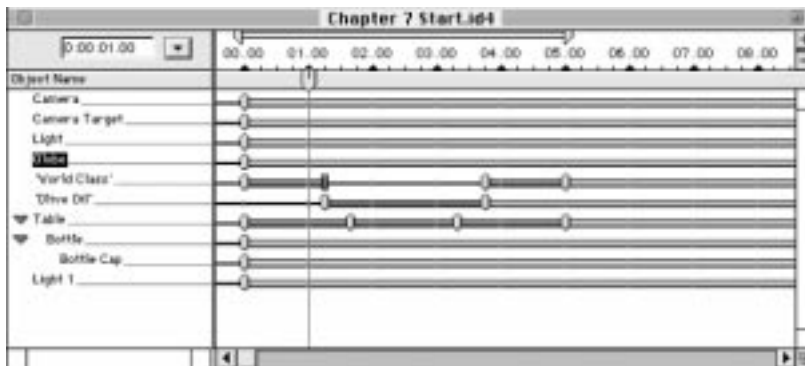 Chapter 7 Start.id4
0:00:01.00
00.00 01.00 02.00 03.00 04.00 05.00 06.00 07.00 08.00
Object Name
Camera
Camera Target
Light
Globe
'World Class'
'Olive Oil'
Table
Bottle
Bottle Cap
Light 1